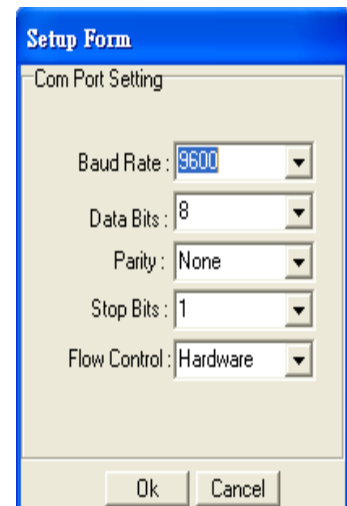 Setup Form
Com Port Setting
Baud Rate : 9600
Data Bits : 8
Parity : None
Stop Bits : 1
Flow Control : Hardware
Ok Cancel